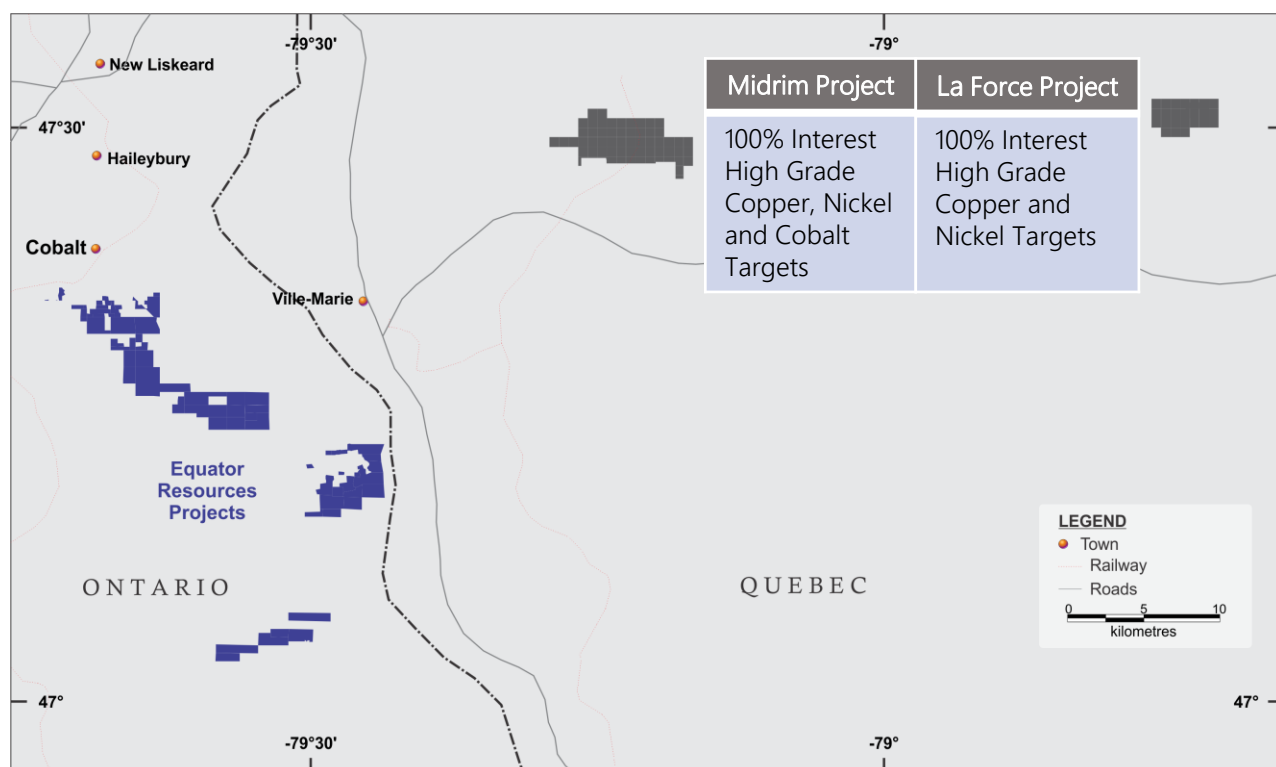 -79°30'
-79°
New Liskeard
47°30'
Haileybury
Cobalt
Ville-Marie
Midrim Project
La Force Project
100% Interest
High Grade
Copper, Nickel
and Cobalt
Targets
100% Interest
High Grade
Copper and
Nickel Targets
Equator
Resources
Projects
ONTARIO
QUEBEC
LEGEND
Town
Railway
Roads
0 5 10
kilometres
47°
47°
-79°30'
-79°